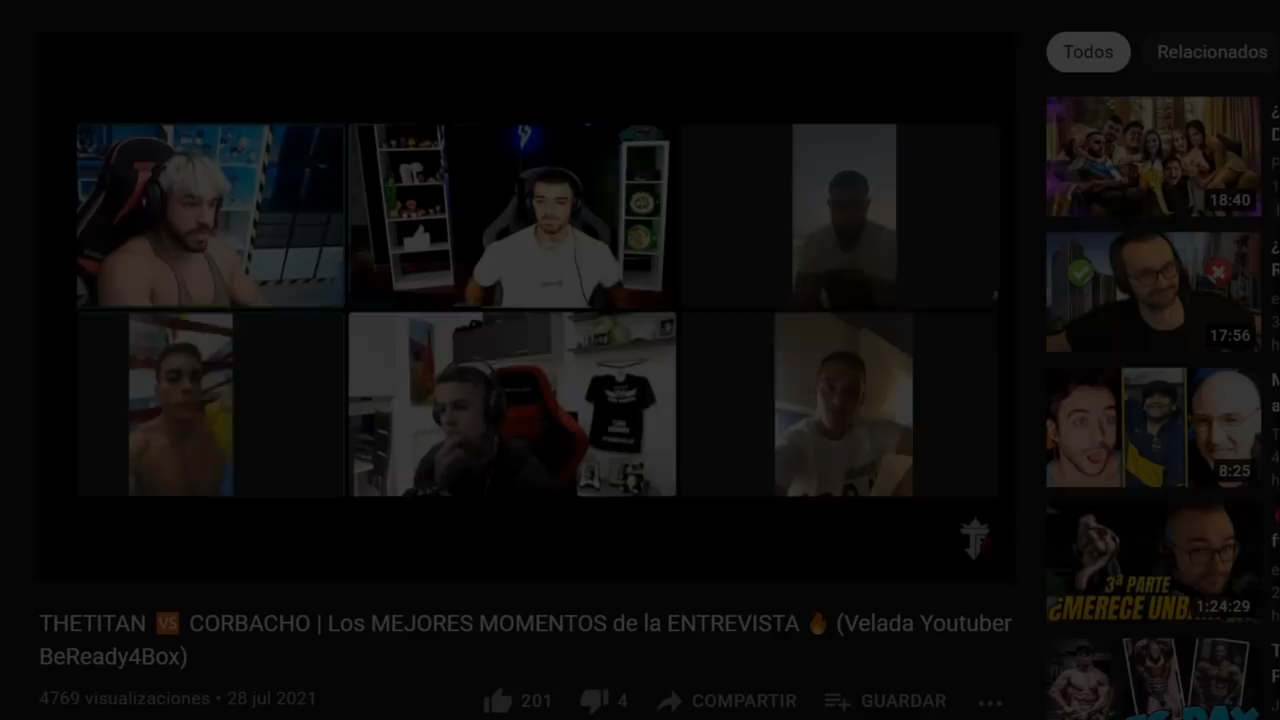 Todos
Relacionados
18:40
17:56
8:25
3ª PARTE
¿MERECE UNB
1:24:29
THETITAN VS CORBACHO | Los MEJORES MOMENTOS de la ENTREVISTA 🔥 (Velada Youtuber
BeReady4Box)
4769 visualizaciones • 28 jul 2021
201
4
COMPARTIR
GUARDAR